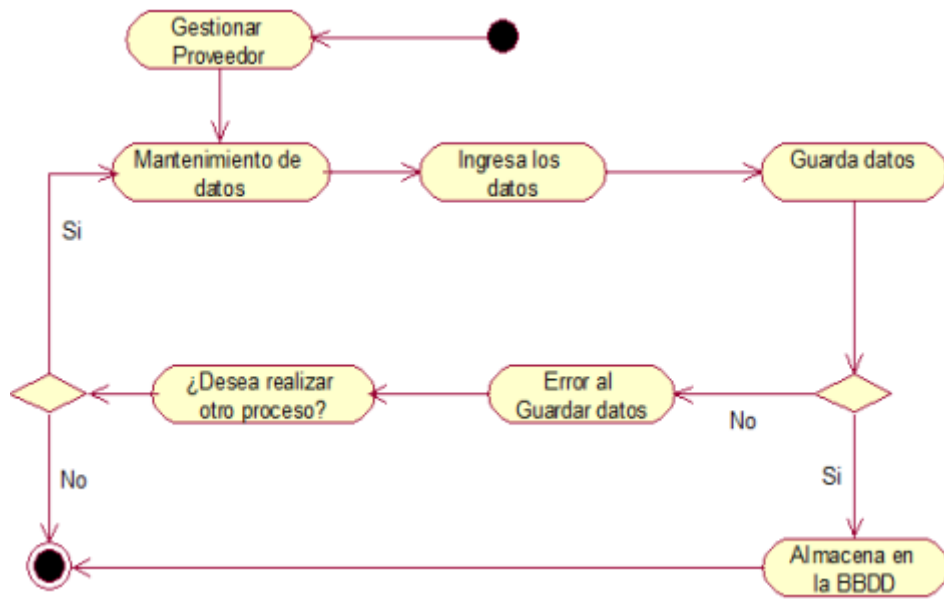 Gestionar
Proveedor
Mantenimiento de
datos
Ingresa los
datos
Guarda datos
Si
¿Desea realizar
otro proceso?
Error al
Guardar datos
No
No
Si
Almacena en
la BBDD